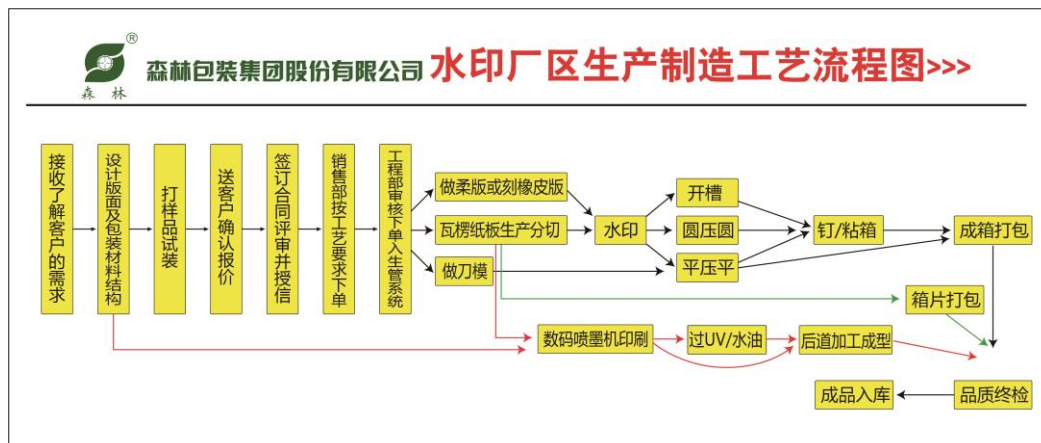 ®
森林包装集团股份有限公司 水印厂区生产制造工艺流程图>>>
森 林
接收了解客户的需求
设计版面及包装材料结构
打样品试装
送客户确认报价
签订合同评审并授信
销售部按工艺要求下单
工程部审核下单入生管系统
做柔版或刻橡皮版
瓦楞纸板生产分切
做刀模
水印
开槽
圆压圆
平压平
钉/粘箱
成箱打包
箱片打包
数码喷墨机印刷
过UV/水油
后道加工成型
成品入库
品质终检